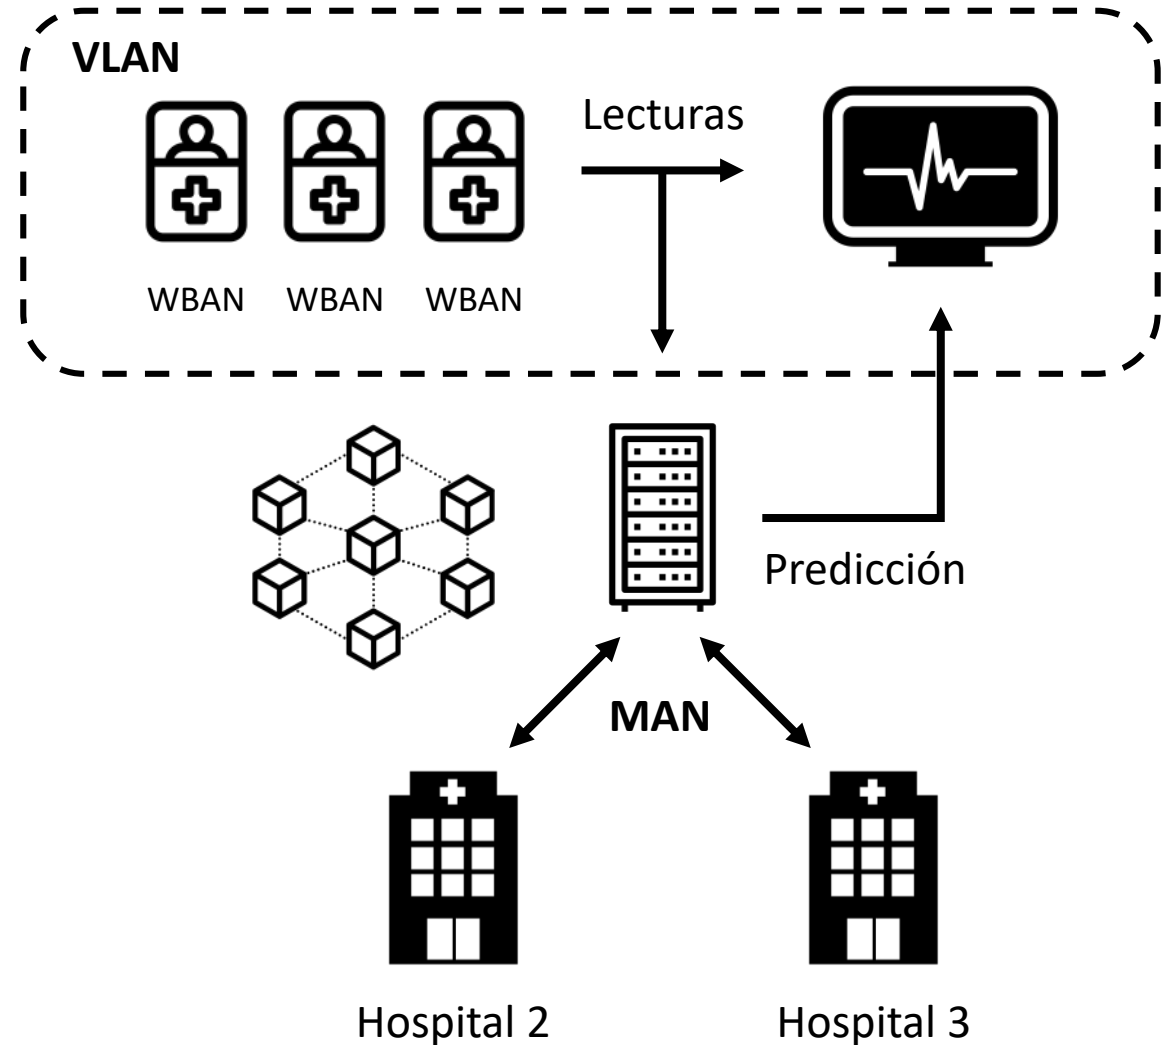 VLAN
Lecturas
WBAN
WBAN
WBAN
Predicción
MAN
Hospital 2
Hospital 3